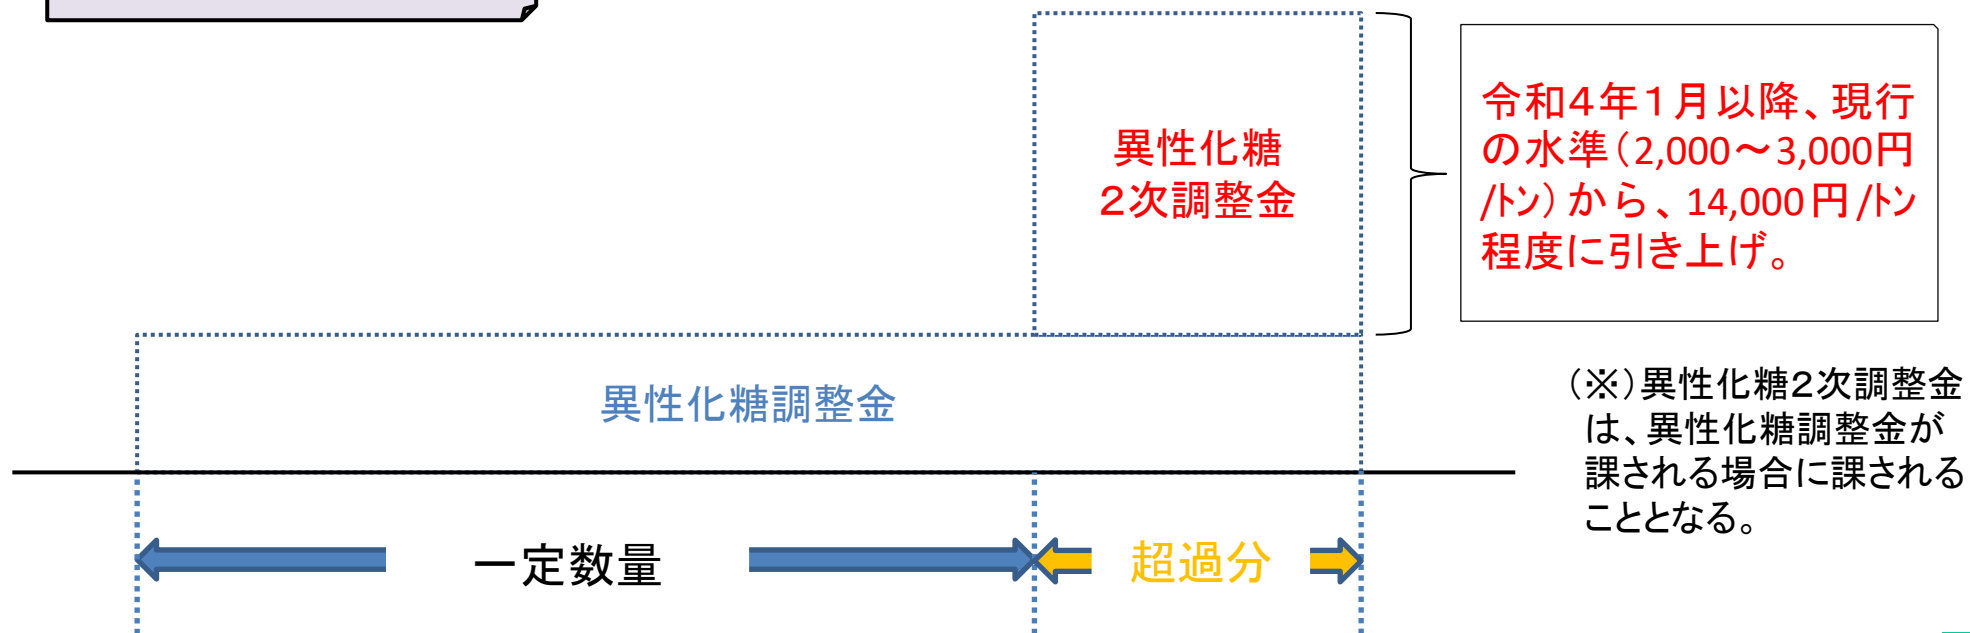 異性化糖
２次調整金
令和４年１月以降、現行
の水準（2,000～3,000円
/トン）から、14,000円/トン
程度に引き上げ。
異性化糖調整金
（※）異性化糖２次調整金
は、異性化糖調整金が
課される場合に課される
こととなる。
一定数量
超過分